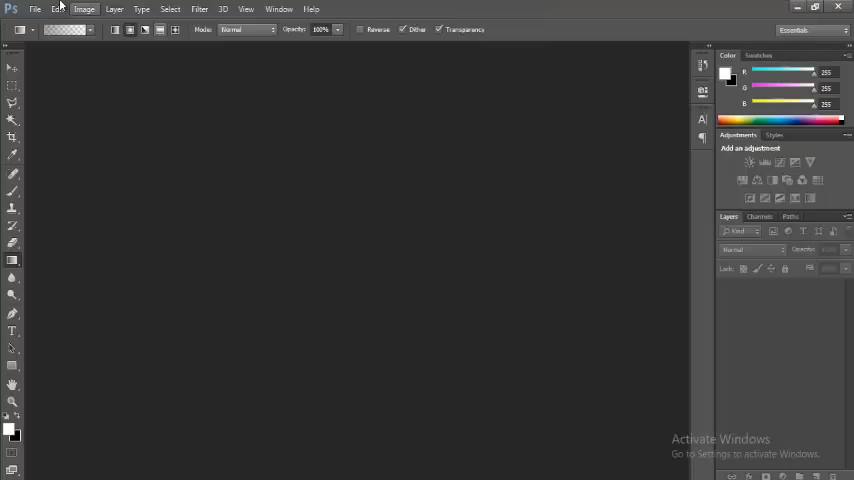 Ps File Edit Image Layer Type Select Filter 3D View Window Help
Mode: Normal Opacity: 100% Reverse Dither Transparency Essentials
Color Swatches
R 255
G 255
B 255
Adjustments Styles
Add an adjustment
Layers Channels Paths
Kind
Normal Opacity:
Lock: Fill
Activate Windows
Go to Settings to activate Windows.